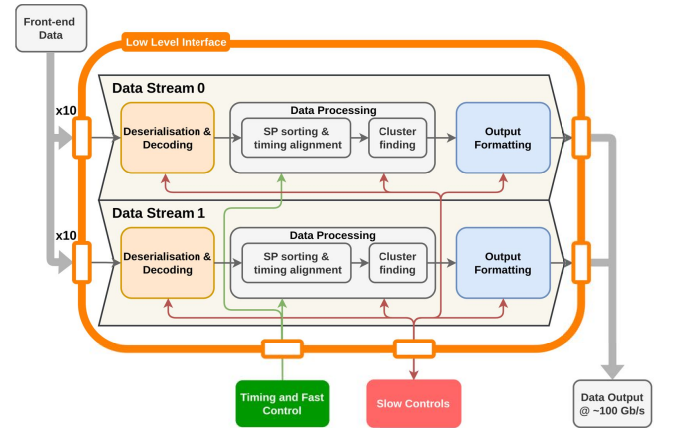 Front-end
Data
Low Level Interface
x10
Data Stream 0
Deserialisation &
Decoding
Data Processing
SP sorting &
timing alignment
Cluster
finding
Output
Formatting
x10
Data Stream 1
Deserialisation &
Decoding
Data Processing
SP sorting &
timing alignment
Cluster
finding
Output
Formatting
Timing and Fast
Control
Slow Controls
Data Output
@ ~100 Gb/s